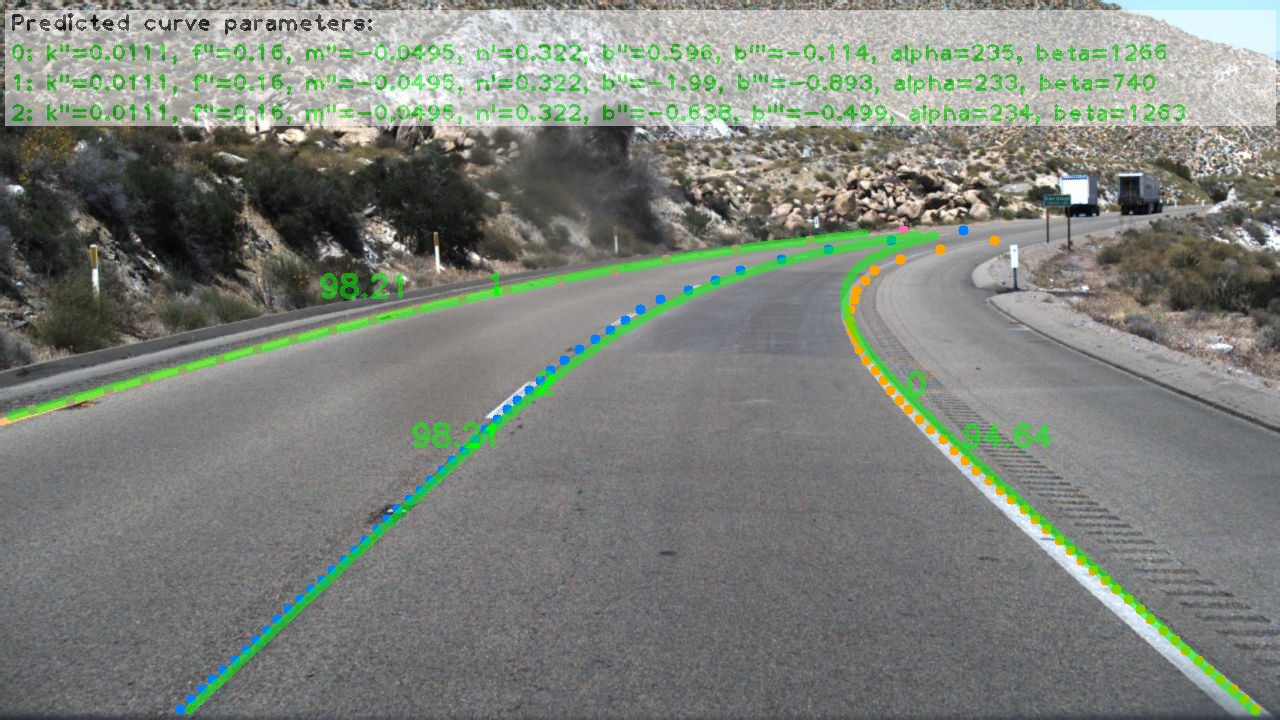 Predicted curve parameters:
0: k''=0.0111, f''=0.16, m''=-0.0495, n'=0.322, b''=0.596, b'''=-0.114, alpha=235, beta=1266
1: k''=0.0111, f''=0.16, m''=-0.0495, n'=0.322, b''=-1.99, b'''=-0.893, alpha=233, beta=740
2: k''=0.0111, f''=0.16, m''=-0.0495, n'=0.322, b''=-0.638, b'''=-0.499, alpha=234, beta=1263
98.21
1
0
94.64